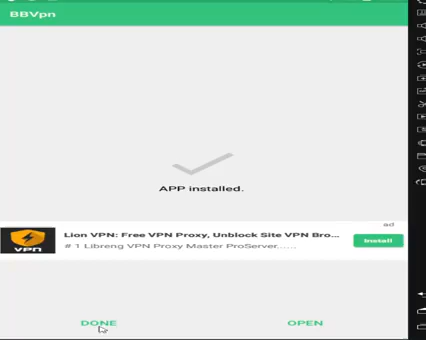 BBVpn
APP installed.
ad
Lion VPN: Free VPN Proxy, Unblock Site VPN Bro...
# 1 Libreng VPN Proxy Master ProServer......
Install
VPN
DONE
OPEN